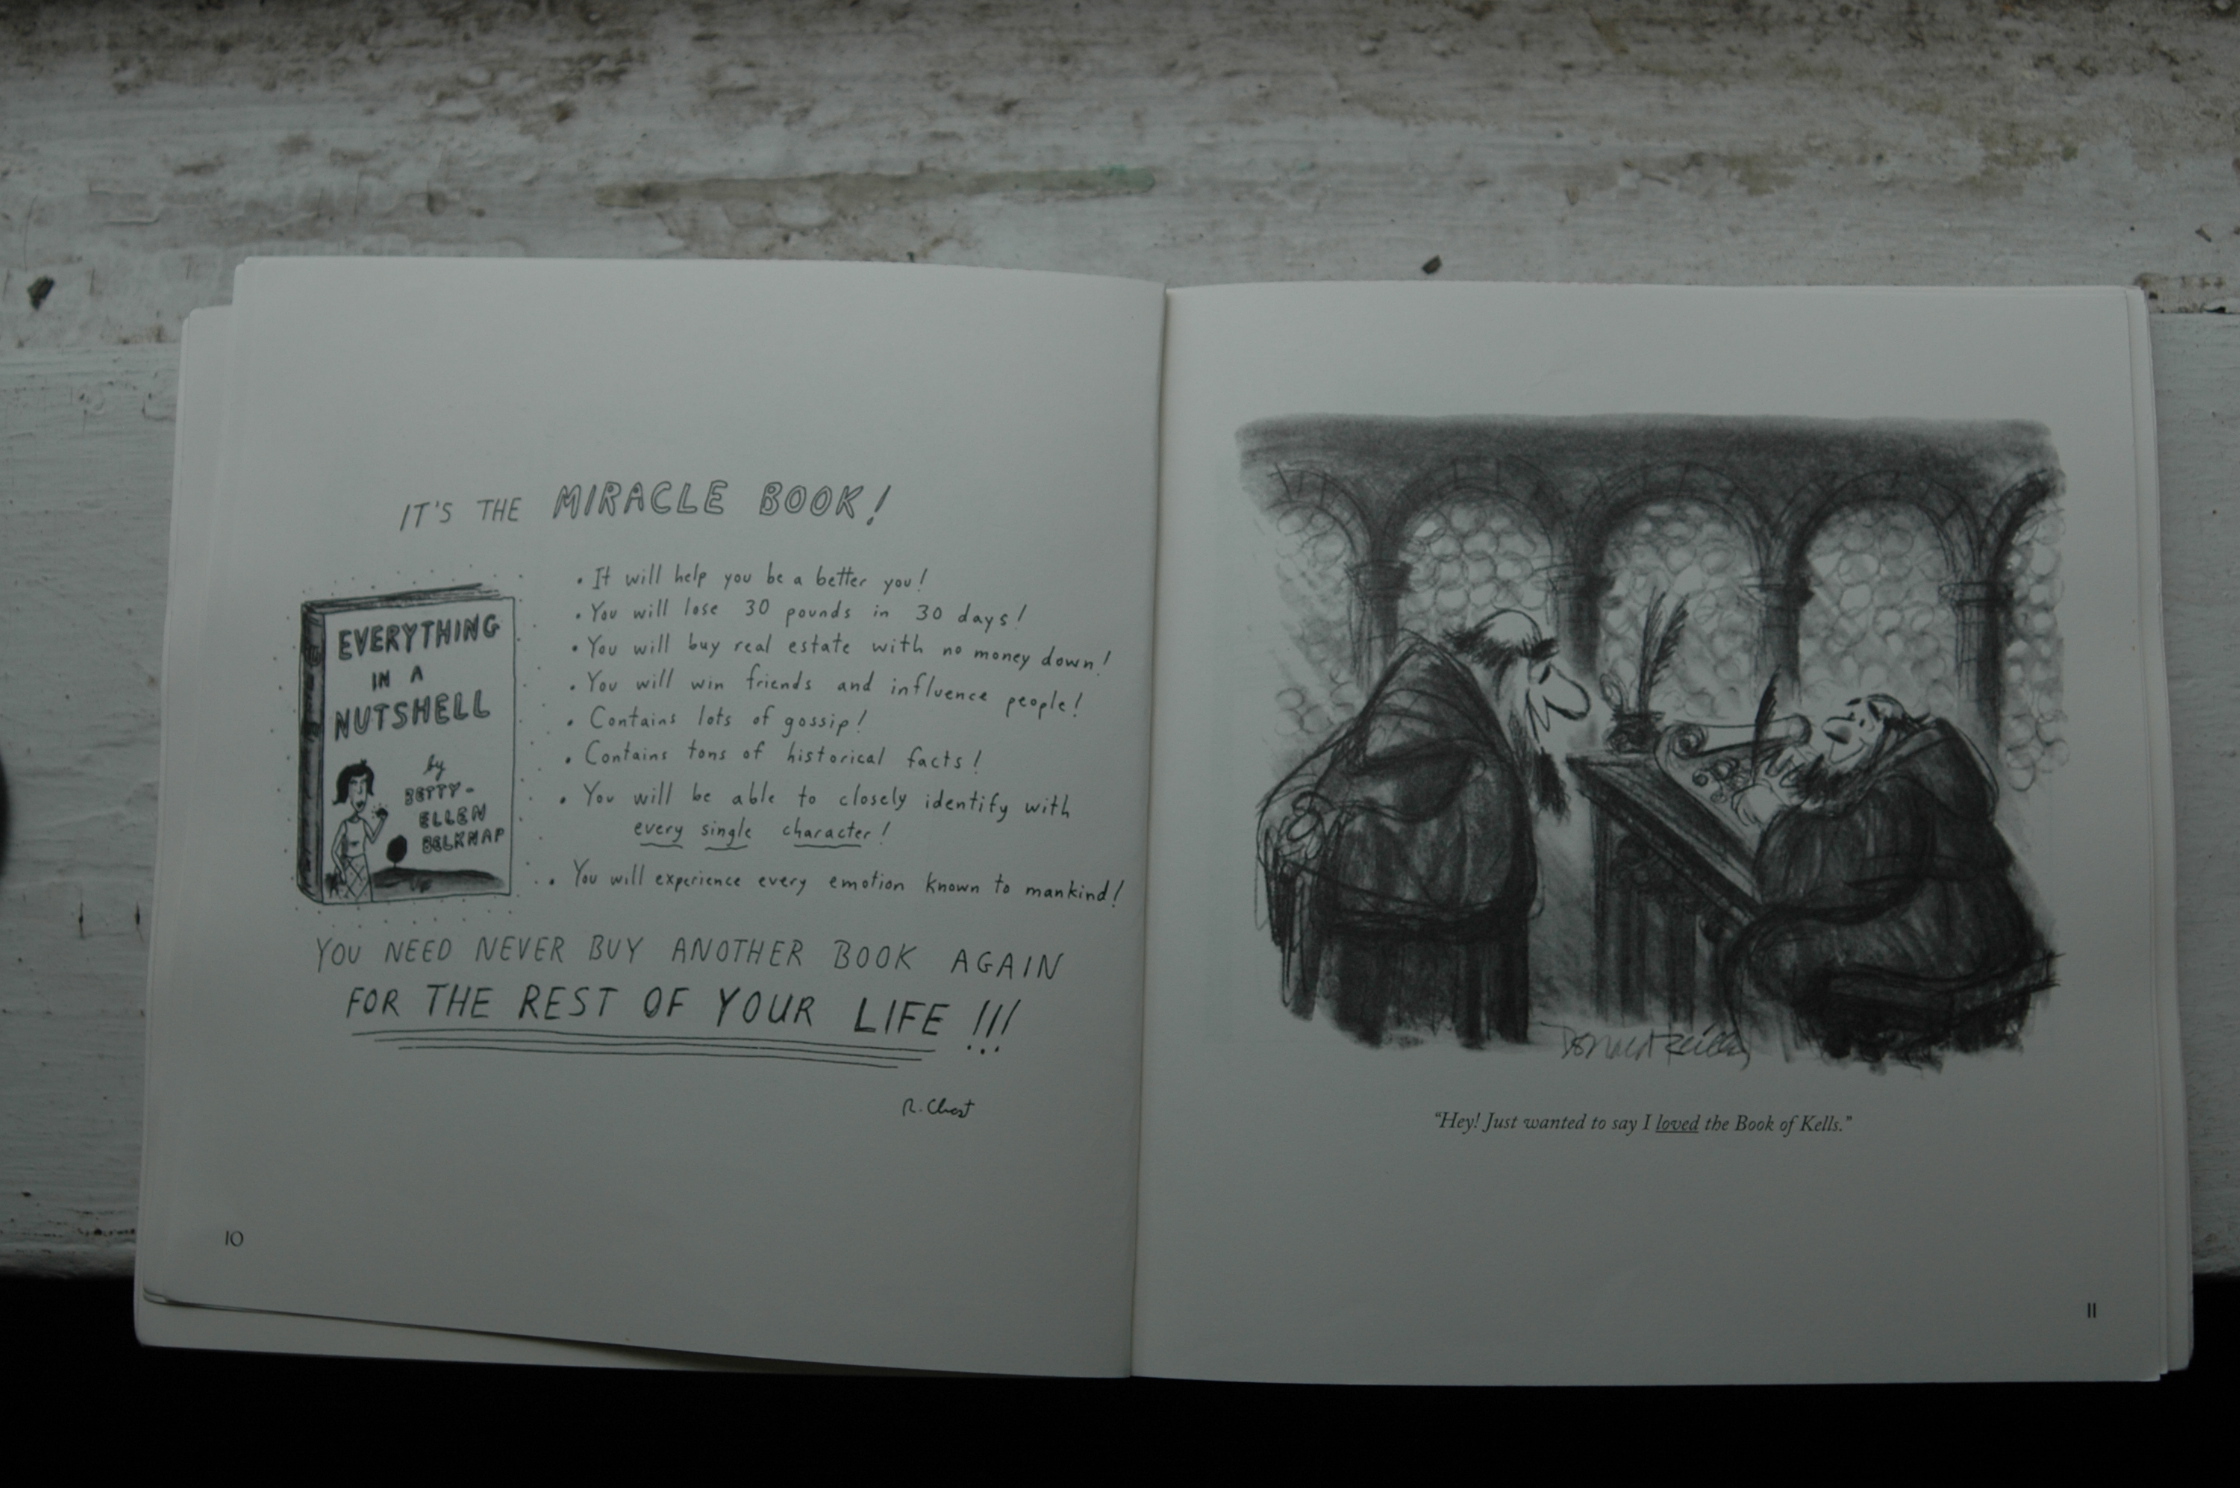 IT'S THE MIRACLE BOOK!
EVERYTHING
IN A
NUTSHELL
by
BETTY-
ELLEN
BELKNAP
• It will help you be a better you!
• You will lose 30 pounds in 30 days!
• You will buy real estate with no money down!
• You will win friends and influence people!
• Contains lots of gossip!
• Contains tons of historical facts!
• You will be able to closely identify with
every single character!
• You will experience every emotion known to mankind!
YOU NEED NEVER BUY ANOTHER BOOK AGAIN
FOR THE REST OF YOUR LIFE!!!
R. Chast
10
Donald Reilly
"Hey! Just wanted to say I loved the Book of Kells."
11